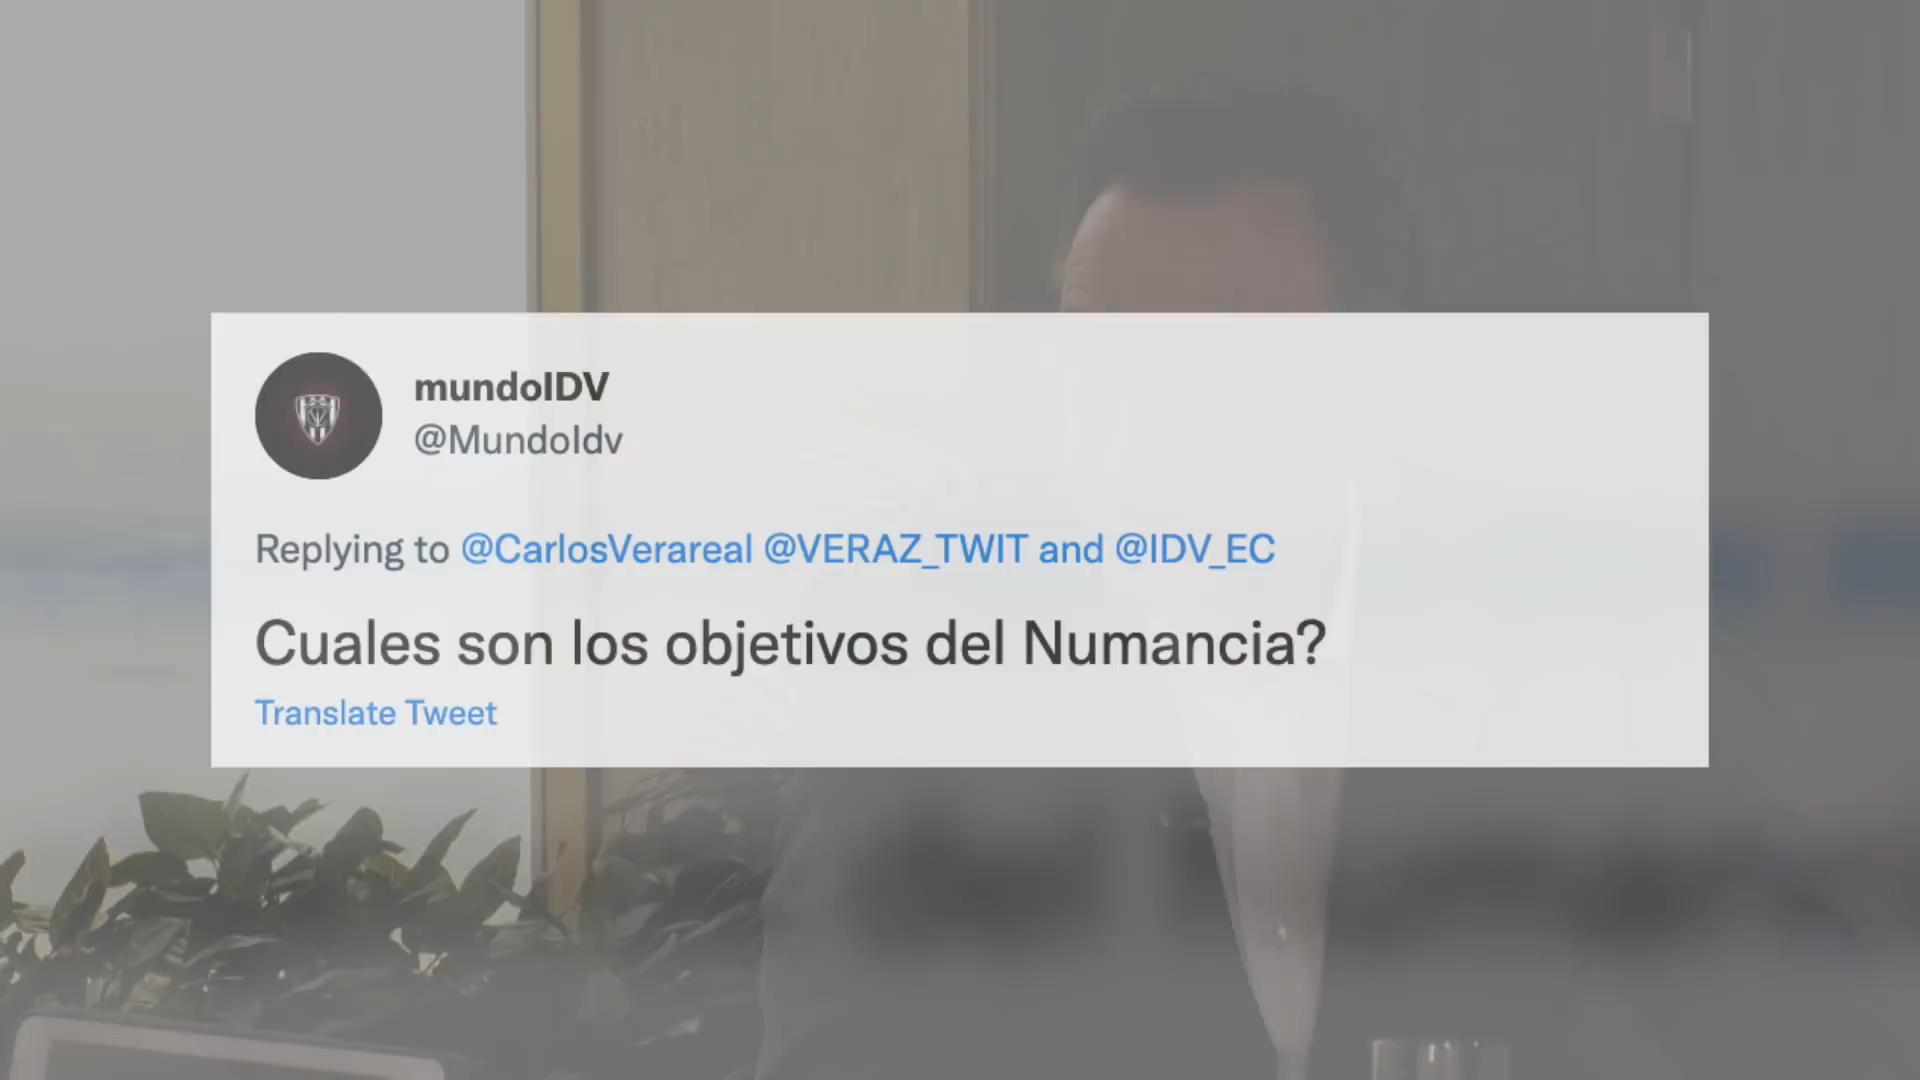 mundoIDV
@MundoIdv
Replying to @CarlosVerareal @VERAZ_TWIT and @IDV_EC
Cuales son los objetivos del Numancia?
Translate Tweet